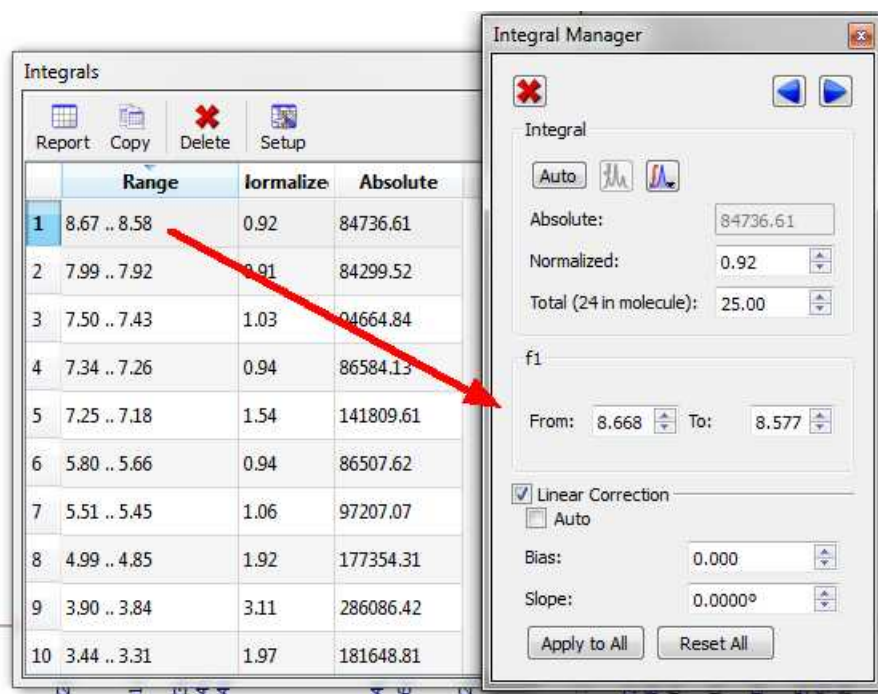 Integrals
Report Copy Delete Setup
Range lormalize Absolute
1 8.67 .. 8.58 0.92 84736.61
2 7.99 .. 7.92 0.91 84299.52
3 7.50 .. 7.43 1.03 94664.84
4 7.34 .. 7.26 0.94 86584.13
5 7.25 .. 7.18 1.54 141809.61
6 5.80 .. 5.66 0.94 86507.62
7 5.51 .. 5.45 1.06 97207.07
8 4.99 .. 4.85 1.92 177354.31
9 3.90 .. 3.84 3.11 286086.42
10 3.44 .. 3.31 1.97 181648.81
Integral Manager
Integral
Auto
Absolute: 84736.61
Normalized: 0.92
Total (24 in molecule): 25.00
f1
From: 8.668 To: 8.577
Linear Correction
Auto
Bias: 0.000
Slope: 0.0000º
Apply to All Reset All